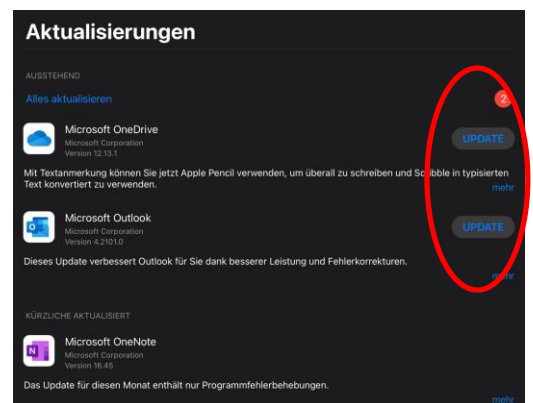 Aktualisierungen
AUSSTEHEND
Alles aktualisieren
2
Microsoft OneDrive
Microsoft Corporation
Version 12.13.1
UPDATE
Mit Textanmerkung können Sie jetzt Apple Pencil verwenden, um überall zu schreiben und Scribble in typisierten
Text konvertiert zu verwenden.
mehr
Microsoft Outlook
Microsoft Corporation
Version 4.2101.0
UPDATE
Dieses Update verbessert Outlook für Sie dank besserer Leistung und Fehlerkorrekturen.
mehr
KÜRZLICHE AKTUALISIERT
Microsoft OneNote
Microsoft Corporation
Version 16.45
Das Update für diesen Monat enthält nur Programmfehlerbehebungen.
mehr